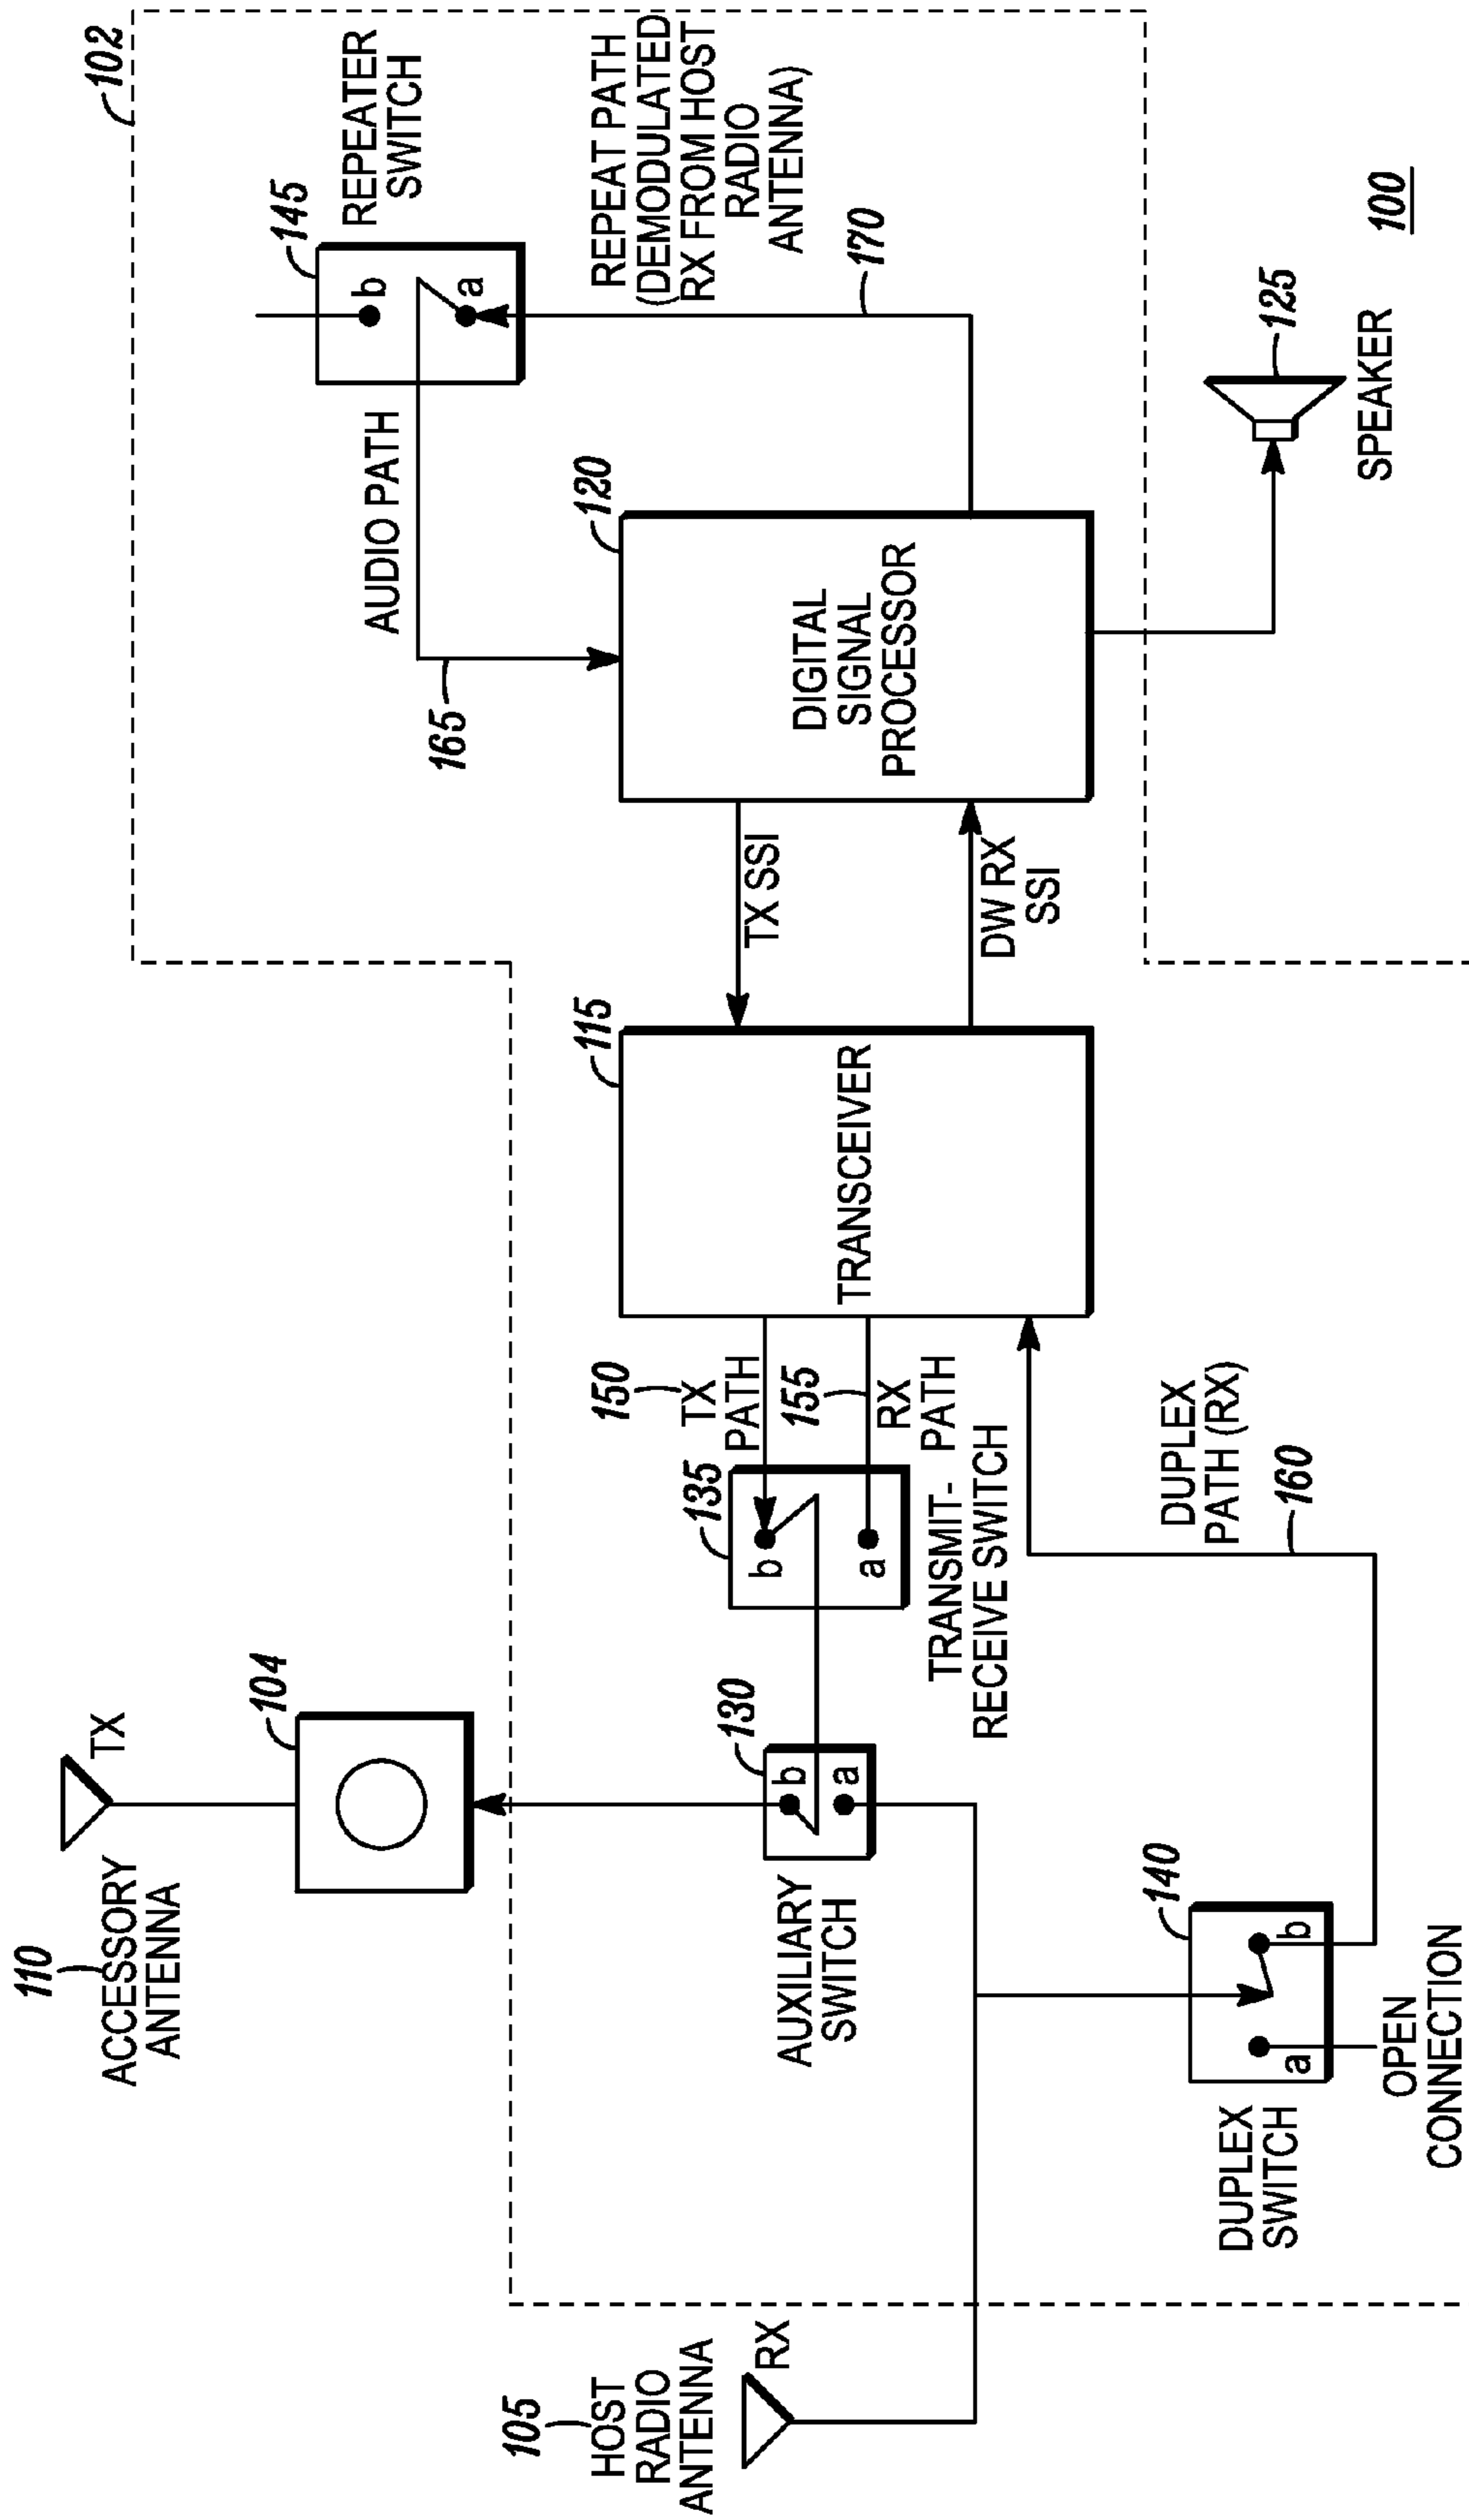 110
ACCESSORY
ANTENNA
TX
104
102
105
HOST
RADIO
ANTENNA
RX
AUXILIARY
SWITCH
130
b
a
135
b
a
TRANSMIT-
RECEIVE SWITCH
150
TX
PATH
155
RX
PATH
115
TRANSCEIVER
TX SSI
DW RX
SSI
120
DIGITAL
SIGNAL
PROCESSOR
165
AUDIO PATH
145
b
a
REPEATER
SWITCH
REPEAT PATH
(DEMODULATED
RX FROM HOST
RADIO
ANTENNA)
170
DUPLEX
SWITCH
140
a
b
OPEN
CONNECTION
DUPLEX
PATH (RX)
160
125
SPEAKER
100